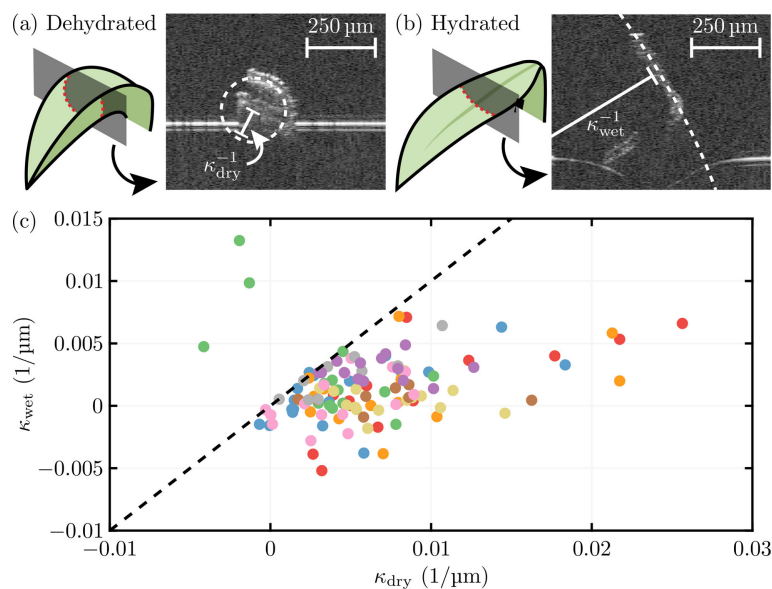 (a) Dehydrated
250 μm
κ_dry^−1
(b) Hydrated
250 μm
κ_wet^−1
(c)
0.015
0.010
0.005
0
−0.005
−0.01
κ_wet (1/μm)
−0.01 0 0.01 0.02 0.03
κ_dry (1/μm)